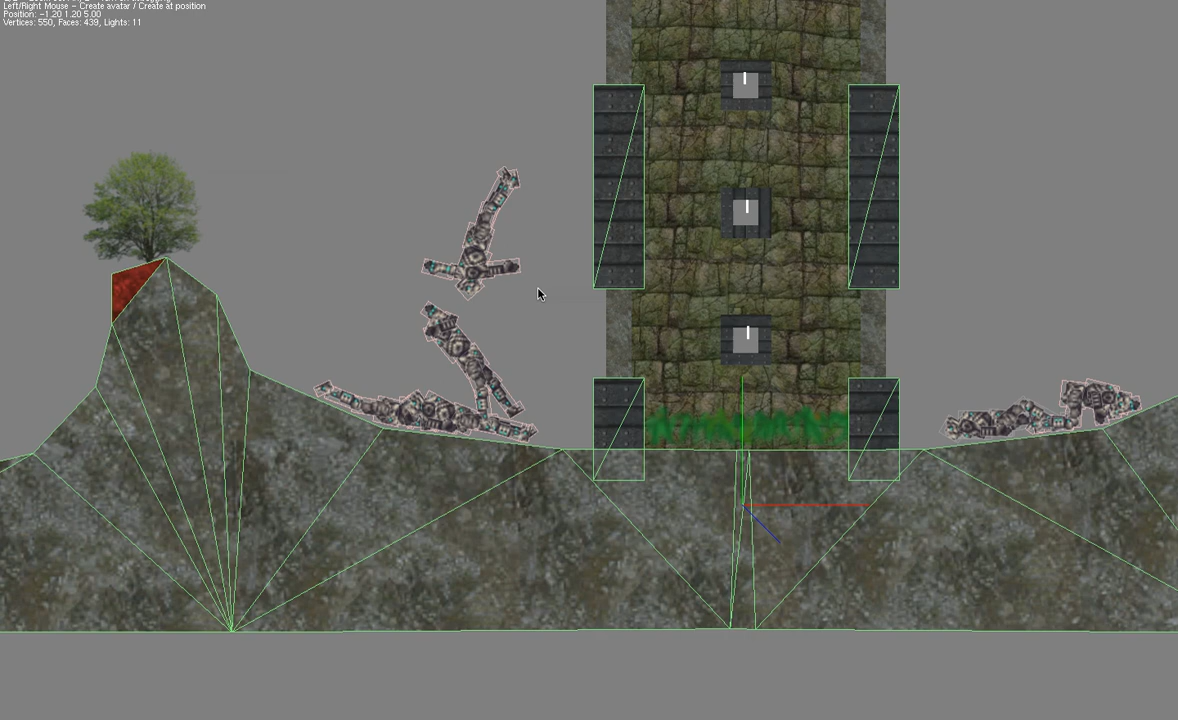 Left/Right Mouse - Create avatar / Create at position
Position: -1.20 1.20 5.00
Vertices: 550, Faces: 439, Lights: 11